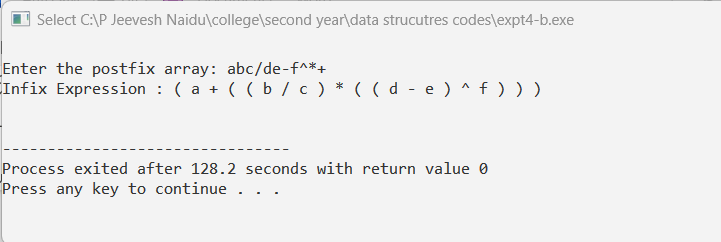 Select C:\P Jeevesh Naidu\college\second year\data strucutres codes\expt4-b.exe
Enter the postfix array: abc/de-f^*+
Infix Expression : ( a + ( ( b / c ) * ( ( d - e ) ^ f ) ) )
--------------------------------
Process exited after 128.2 seconds with return value 0
Press any key to continue . . .